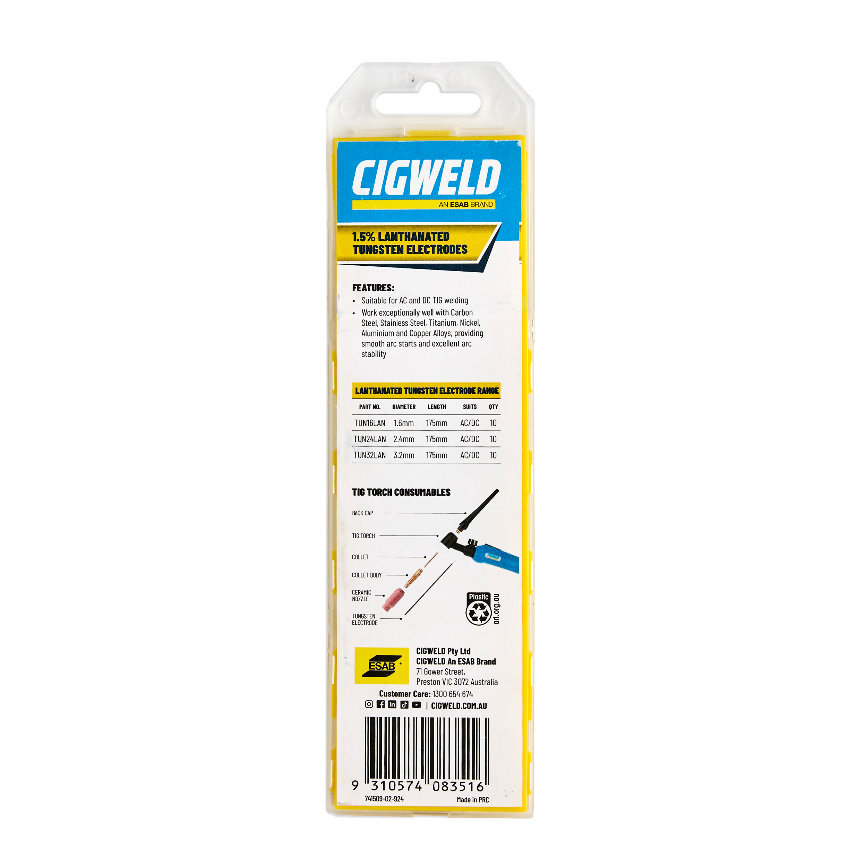 CIGWELD
AN ESAB BRAND
1.5% LANTHANATED
TUNGSTEN ELECTRODES
FEATURES:
• Suitable for AC and DC TIG welding
• Work exceptionally well with Carbon
Steel, Stainless Steel, Titanium, Nickel,
Aluminium and Copper Alloys, providing
smooth arc starts and excellent arc
stability
LANTHANATED TUNGSTEN ELECTRODE RANGE
PART NO. DIAMETER LENGTH SUITS QTY
TUN16LAN 1.6mm 175mm AC/DC 10
TUN24LAN 2.4mm 175mm AC/DC 10
TUN32LAN 3.2mm 175mm AC/DC 10
TIG TORCH CONSUMABLES
BACK CAP
TIG TORCH
COLLET
COLLET BODY
CERAMIC
NOZZLE
TUNGSTEN
ELECTRODE
Plastic
arl.org.au
ESAB
CIGWELD Pty Ltd
CIGWELD An ESAB Brand
71 Gower Street,
Preston VIC 3072 Australia
Customer Care: 1300 654 674
| CIGWELD.COM.AU
9 310574 083516
741509-02-924 Made in PRC